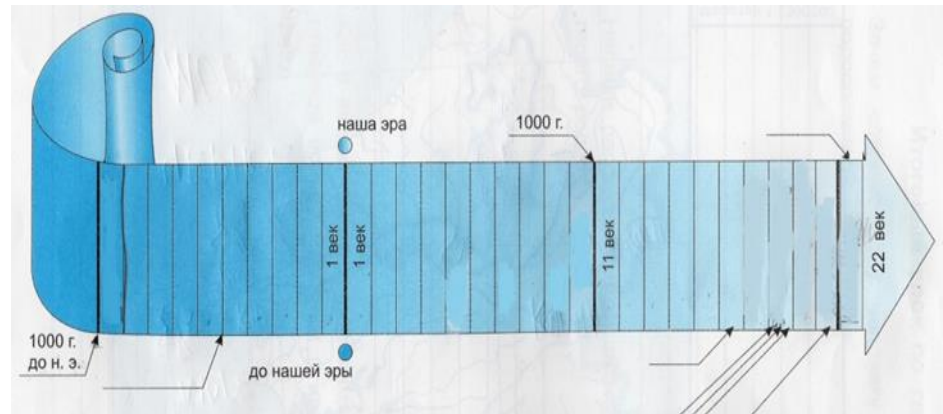 наша эра
1000 г.
1 век
1 век
11 век
22 век
1000 г.
до н. э.
до нашей эры